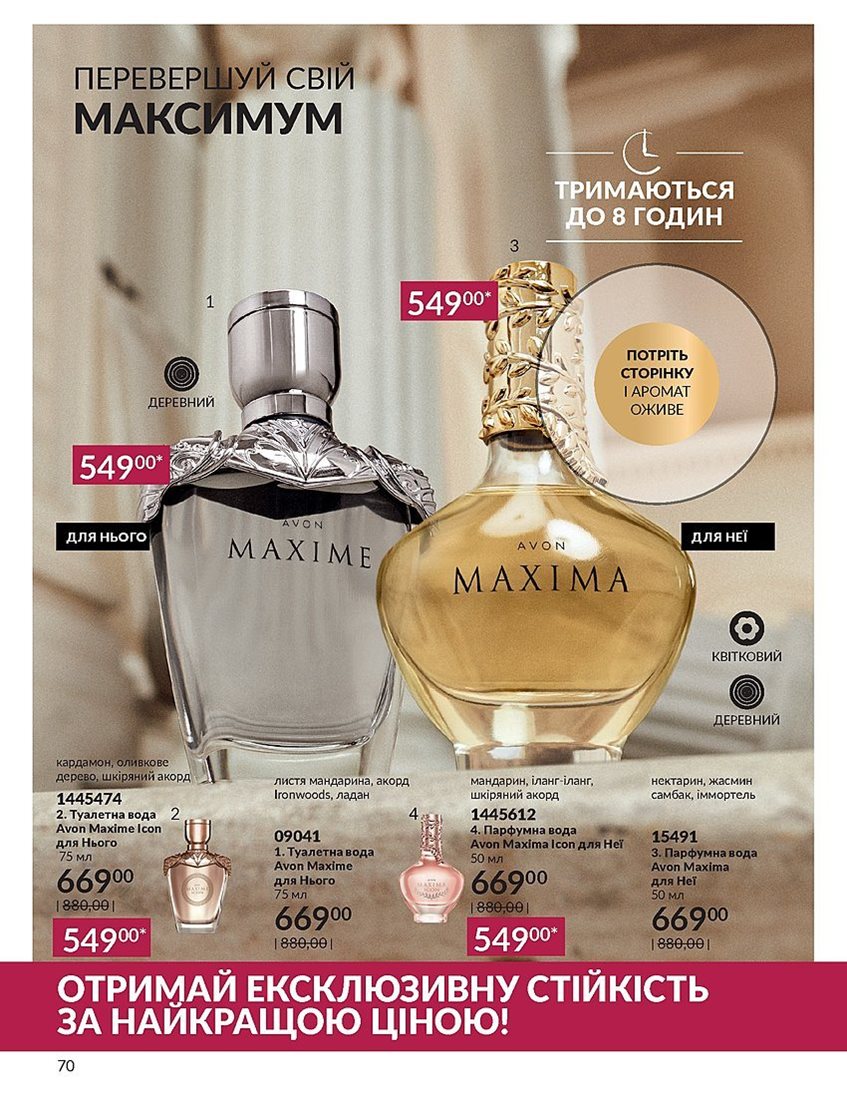 ПЕРЕВЕРШУЙ СВІЙ
МАКСИМУМ
ТРИМАЮТЬСЯ
ДО 8 ГОДИН
3
54900*
1
ПОТРІТЬ
СТОРІНКУ
І АРОМАТ
ОЖИВЕ
ДЕРЕВНИЙ
54900*
ДЛЯ НЬОГО
AVON
MAXIME
AVON
MAXIMA
ДЛЯ НЕЇ
КВІТКОВИЙ
ДЕРЕВНИЙ
кардамон, оливкове
дерево, шкіряний акорд
1445474
2. Туалетна вода
Avon Maxime Icon
для Нього
75 мл
66900
|880,00|
54900*
2
листя мандарина, акорд
Ironwoods, ладан
09041
1. Туалетна вода
Avon Maxime
для Нього
75 мл
66900
|880,00|
4
мандарин, іланг-іланг,
шкіряний акорд
1445612
4. Парфумна вода
Avon Maxima Icon для Неї
50 мл
66900
|880,00|
54900*
нектарин, жасмин
самбак, іммортель
15491
3. Парфумна вода
Avon Maxima
для Неї
50 мл
66900
|880,00|
ОТРИМАЙ ЕКСКЛЮЗИВНУ СТІЙКІСТЬ
ЗА НАЙКРАЩОЮ ЦІНОЮ!
70